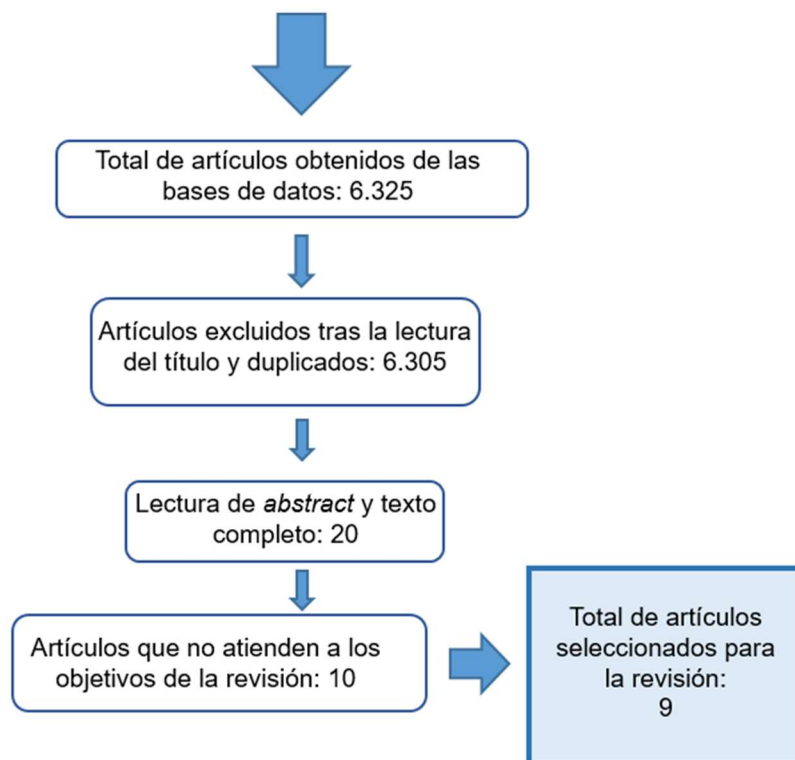 Total de artículos obtenidos de las
bases de datos: 6.325
Artículos excluidos tras la lectura
del título y duplicados: 6.305
Lectura de abstract y texto
completo: 20
Artículos que no atienden a los
objetivos de la revisión: 10
Total de artículos
seleccionados para
la revisión:
9